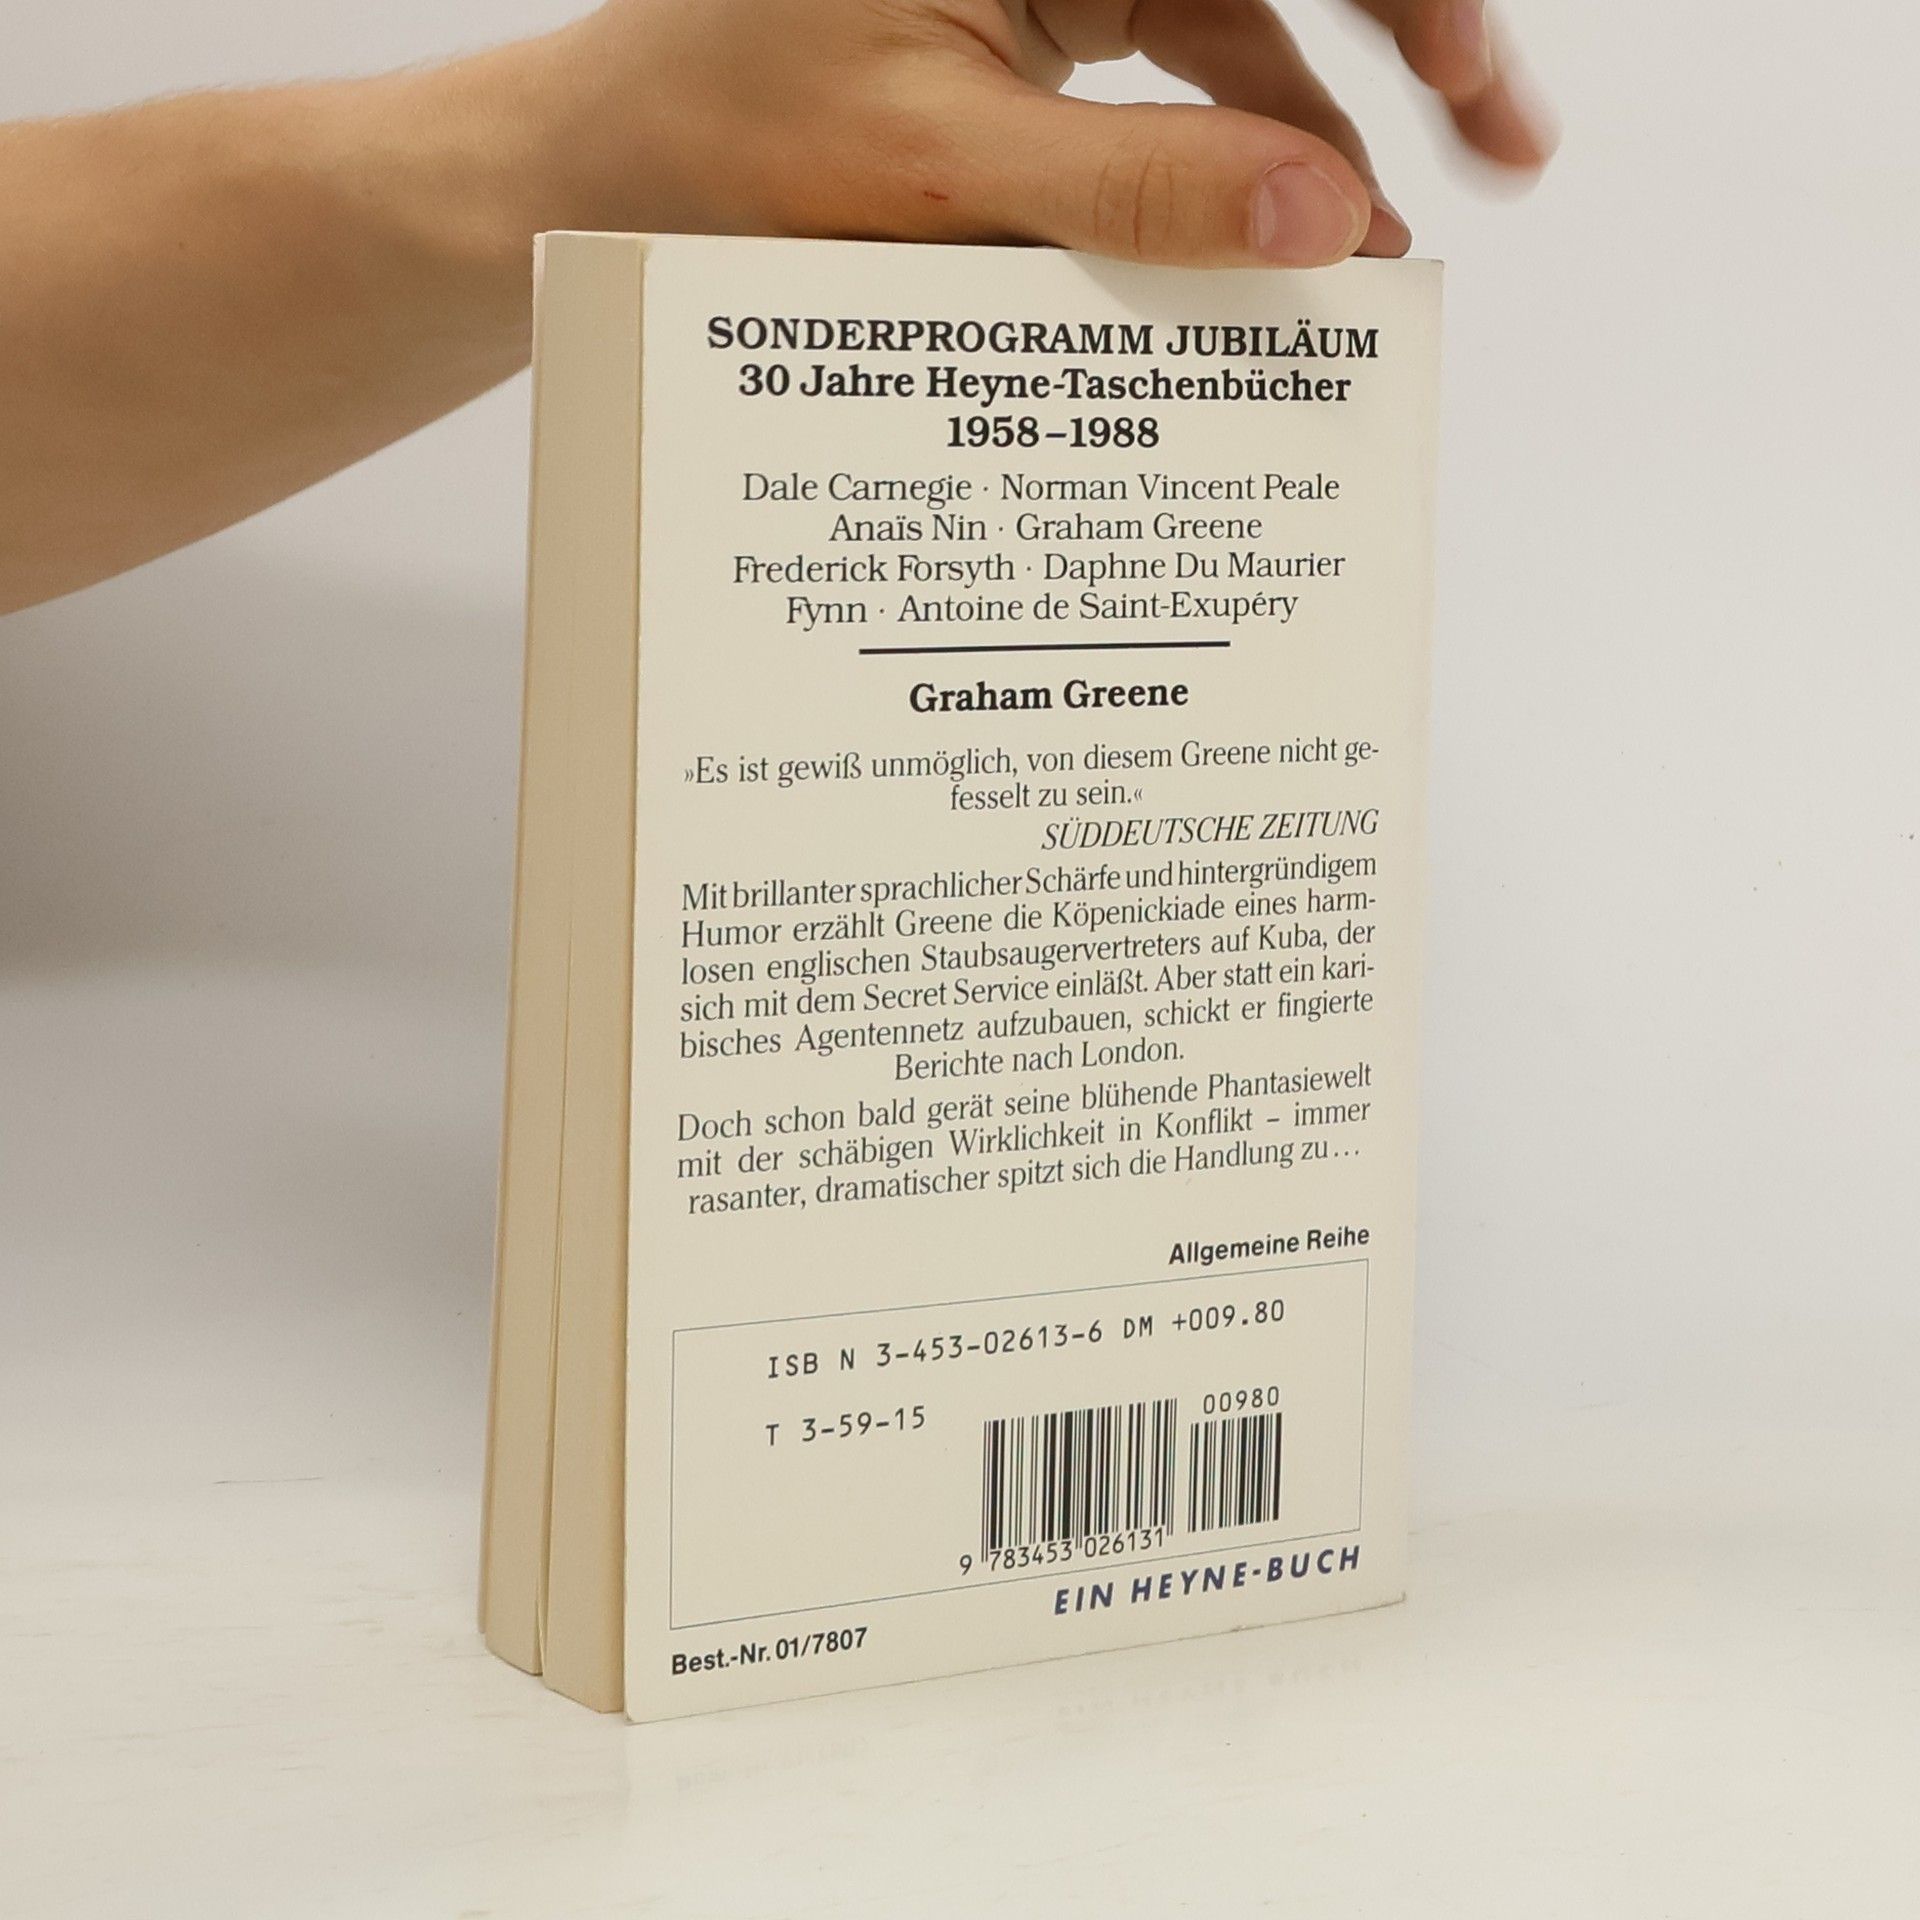 SONDERPROGRAMM JUBILÄUM
30 Jahre Heyne-Taschenbücher
1958–1988
Dale Carnegie · Norman Vincent Peale
Anaïs Nin · Graham Greene
Frederick Forsyth · Daphne Du Maurier
Fynn · Antoine de Saint-Exupéry
Graham Greene
»Es ist gewiß unmöglich, von diesem Greene nicht ge-
fesselt zu sein.«
SÜDDEUTSCHE ZEITUNG
Mit brillanter sprachlicher Schärfe und hintergründigem
Humor erzählt Greene die Köpenickiade eines harm-
losen englischen Staubsaugervertreters auf Kuba, der
sich mit dem Secret Service einläßt. Aber statt ein kari-
bisches Agentennetz aufzubauen, schickt er fingierte
Berichte nach London.
Doch schon bald gerät seine blühende Phantasiewelt
mit der schäbigen Wirklichkeit in Konflikt – immer
rasanter, dramatischer spitzt sich die Handlung zu...
Allgemeine Reihe
ISB N 3-453-02613-6 DM +009.80
T 3-59-15
00980
9 783453 026131
EIN HEYNE-BUCH
Best.-Nr. 01/7807